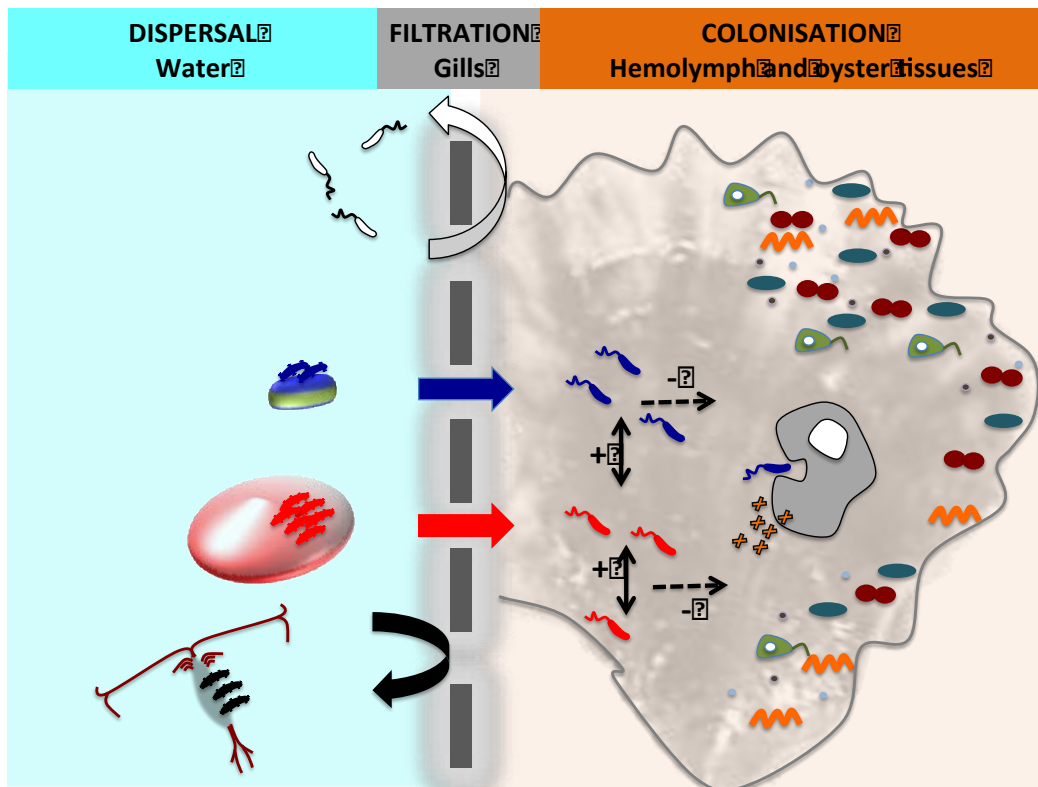 DISPERSAL⍰
Water⍰
FILTRATION⍰
Gills⍰
COLONISATION⍰
Hemolymph⍰and⍰oyster⍰tissues⍰
-⍰
+⍰
+⍰
-⍰